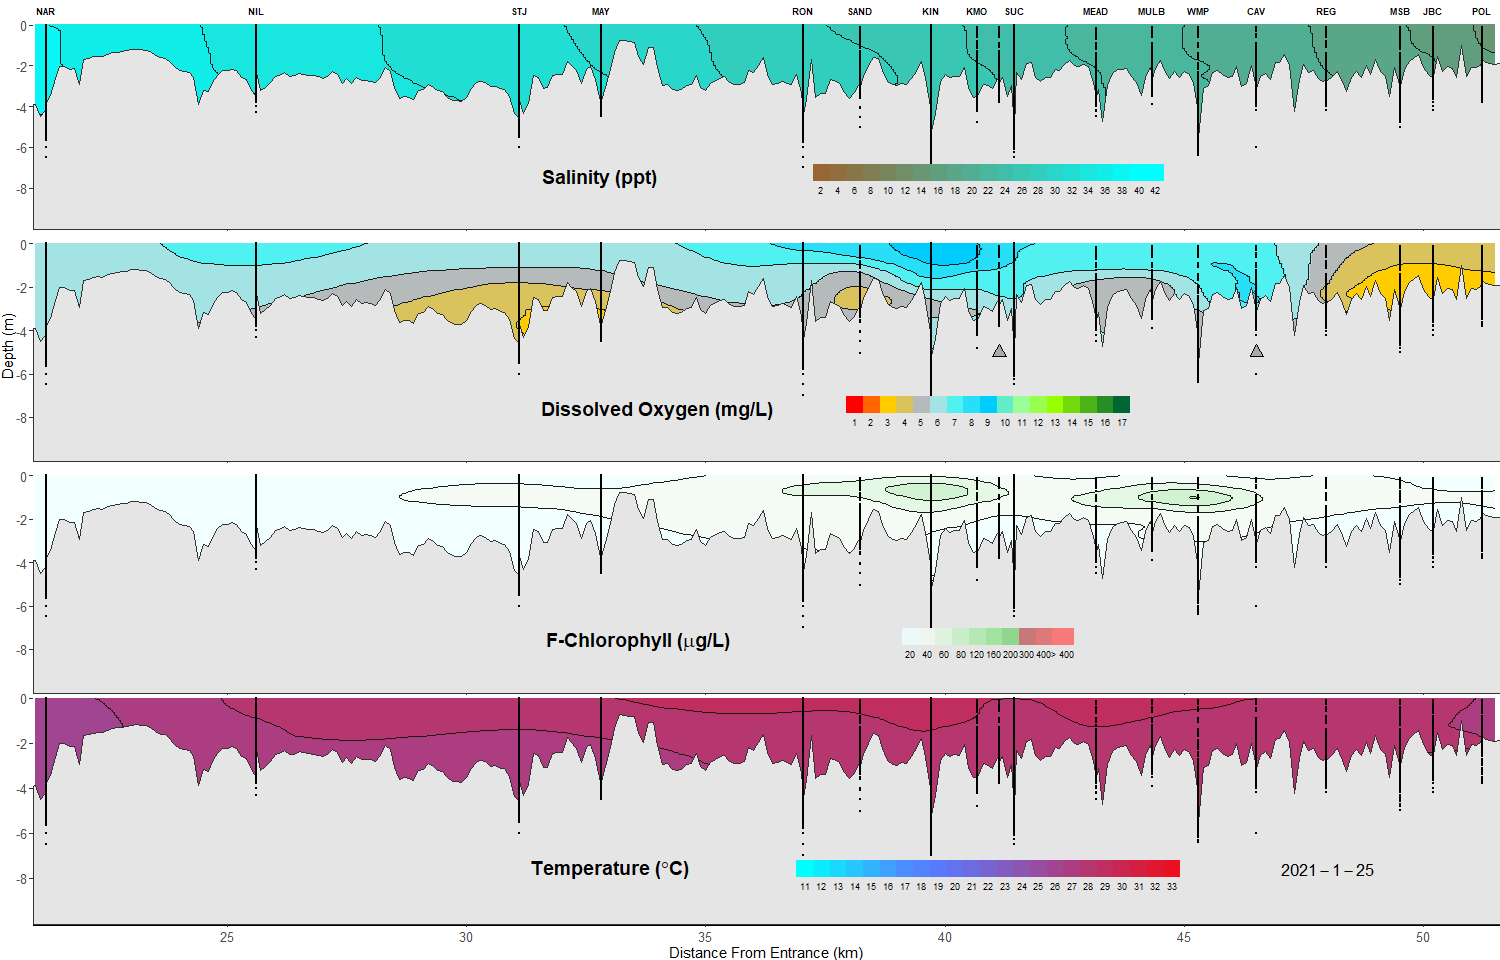 NAR NIL STJ MAY RON SAND KIN KMO SUC MEAD MULB WMP CAV REG MSB JBC POL
0
-2
-4
-6
-8
Salinity (ppt)
2 4 6 8 10 12 14 16 18 20 22 24 26 28 30 32 34 36 38 40 42
0
-2
-4
-6
-8
Depth (m)
Dissolved Oxygen (mg/L)
1 2 3 4 5 6 7 8 9 10 11 12 13 14 15 16 17
0
-2
-4
-6
-8
F-Chlorophyll (µg/L)
20 40 60 80 120 160 200 300 400> 400
0
-2
-4
-6
-8
Temperature (°C)
11 12 13 14 15 16 17 18 19 20 21 22 23 24 25 26 27 28 29 30 31 32 33
2021 – 1 – 25
25 30 35 40 45 50
Distance From Entrance (km)